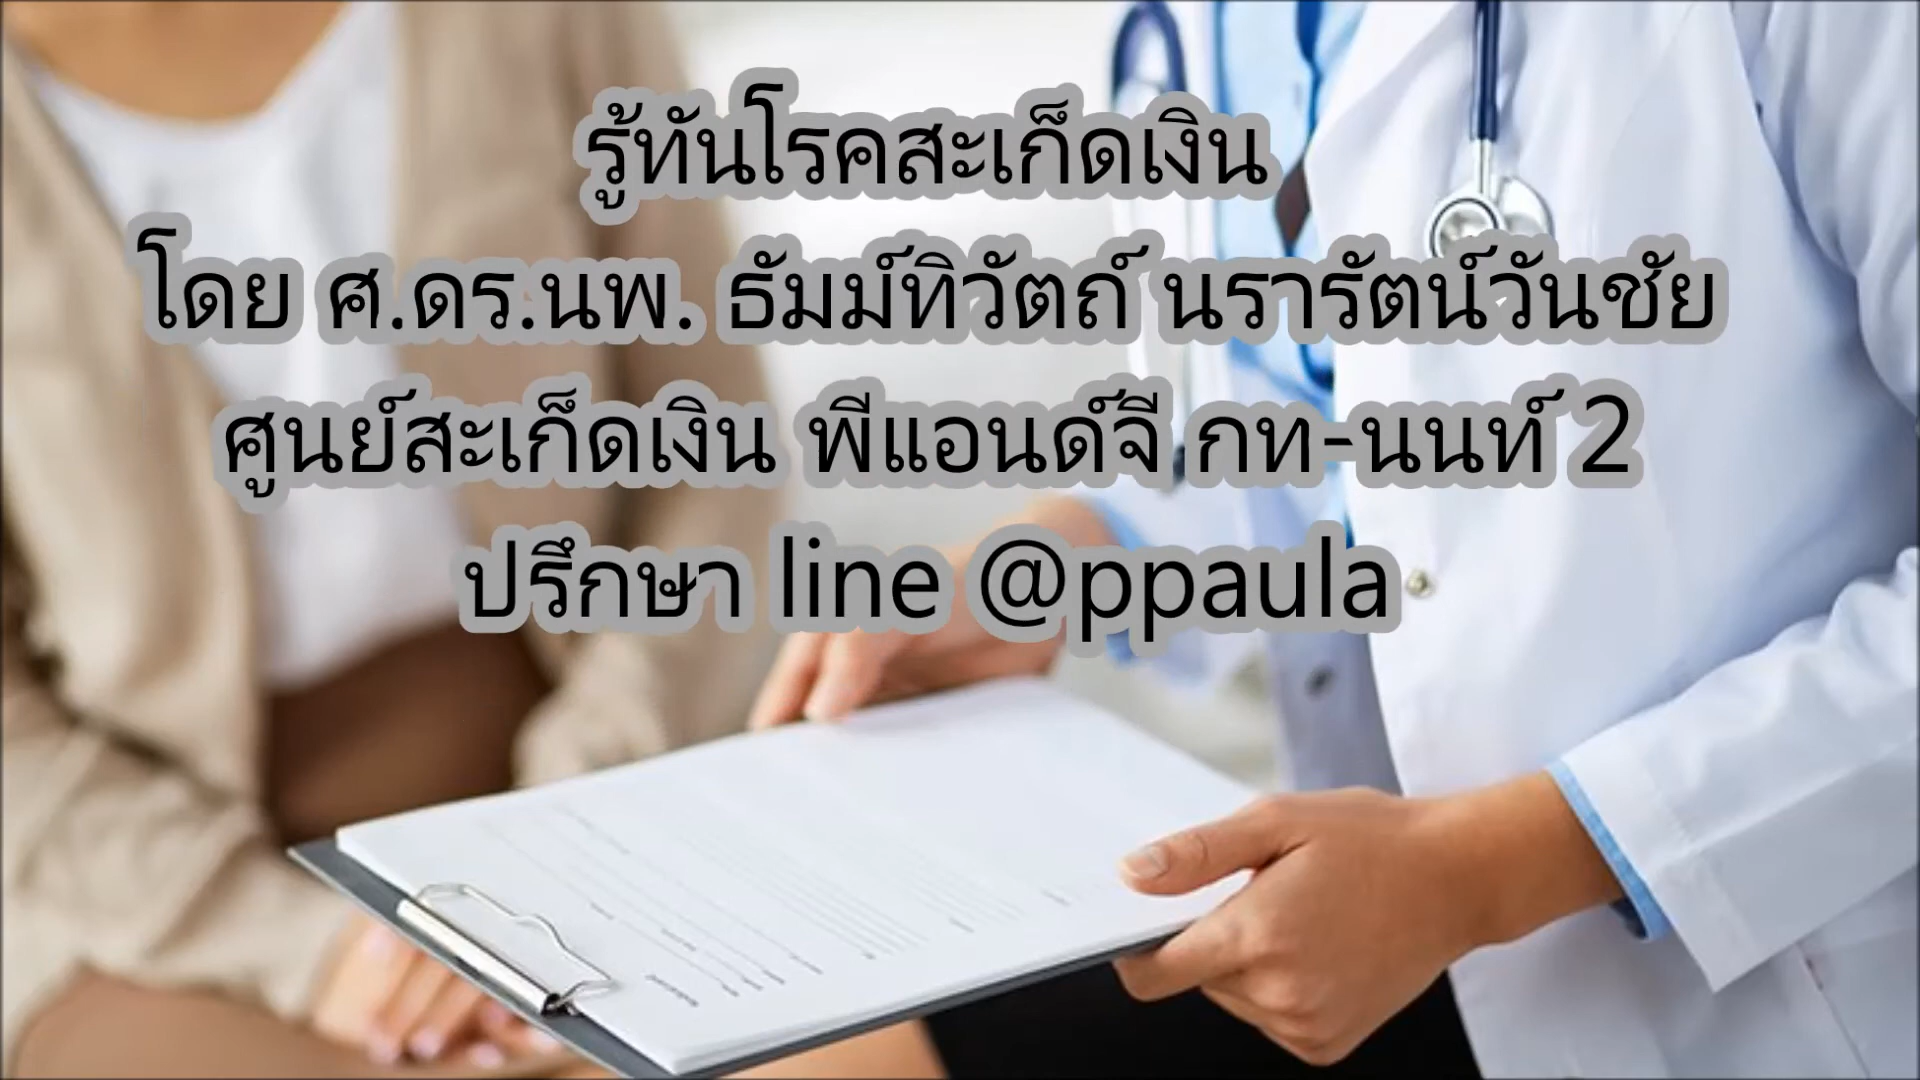 รู้ทันโรคสะเก็ดเงิน
โดย ศ.ดร.นพ. ธัมม์ทิวัตถ์ นรารัตน์วันชัย
ศูนย์สะเก็ดเงิน พีแอนด์จี กท-นนท์ 2
ปรึกษา line @ppaula